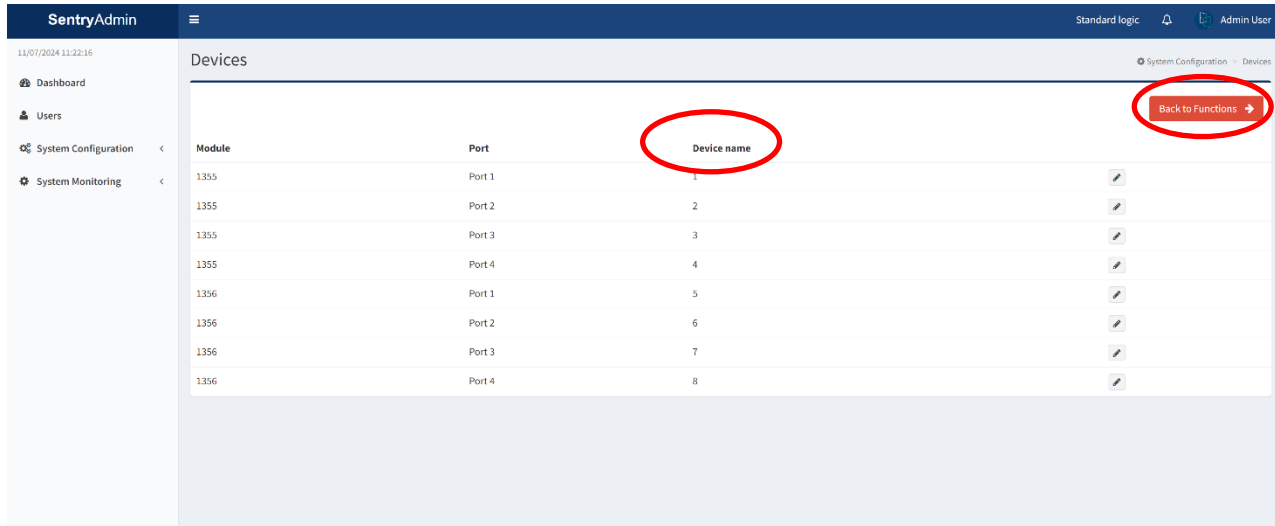 SentryAdmin
Standard logic
Admin User
11/07/2024 11:22:16
Devices
System Configuration > Devices
Dashboard
Users
System Configuration <
System Monitoring <
Back to Functions
Module Port Device name
1355 Port 1 1
1355 Port 2 2
1355 Port 3 3
1355 Port 4 4
1356 Port 1 5
1356 Port 2 6
1356 Port 3 7
1356 Port 4 8